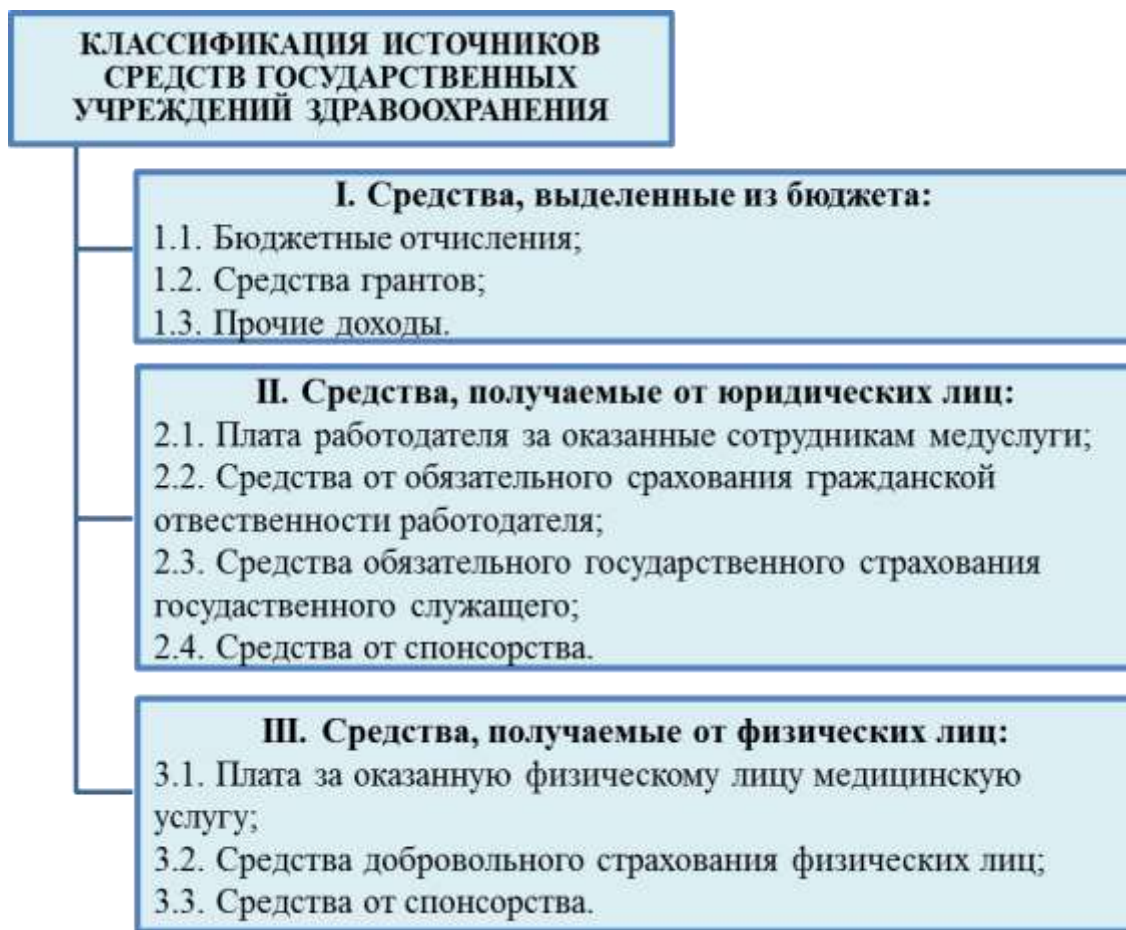 КЛАССИФИКАЦИЯ ИСТОЧНИКОВ
СРЕДСТВ ГОСУДАРСТВЕННЫХ
УЧРЕЖДЕНИЙ ЗДРАВООХРАНЕНИЯ
I. Средства, выделенные из бюджета:
1.1. Бюджетные отчисления;
1.2. Средства грантов;
1.3. Прочие доходы.
II. Средства, получаемые от юридических лиц:
2.1. Плата работодателя за оказанные сотрудникам медуслуги;
2.2. Средства от обязательного срахования гражданской
отвественности работодателя;
2.3. Средства обязательного государственного страхования
госудаственного служащего;
2.4. Средства от спонсорства.
III. Средства, получаемые от физических лиц:
3.1. Плата за оказанную физическому лицу медицинскую
услугу;
3.2. Средства добровольного страхования физических лиц;
3.3. Средства от спонсорства.